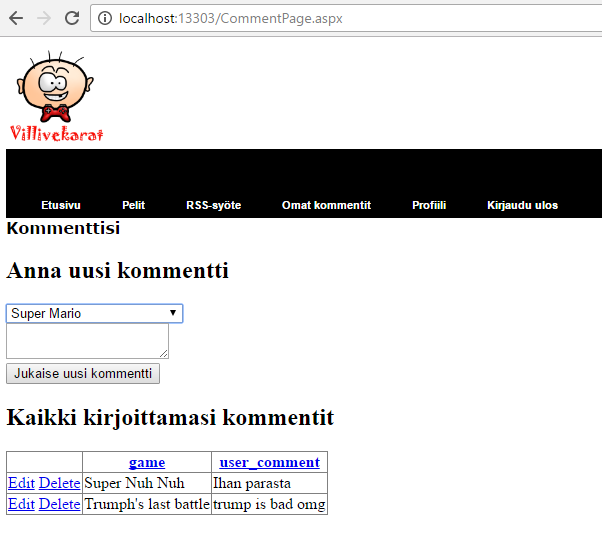 localhost:13303/CommentPage.aspx
Villivekarat
Etusivu Pelit RSS-syöte Omat kommentit Profiili Kirjaudu ulos
Kommenttisi
Anna uusi kommentti
Super Mario
Jukaise uusi kommentti
Kaikki kirjoittamasi kommentit
game user_comment
Edit Delete Super Nuh Nuh Ihan parasta
Edit Delete Trumph's last battle trump is bad omg